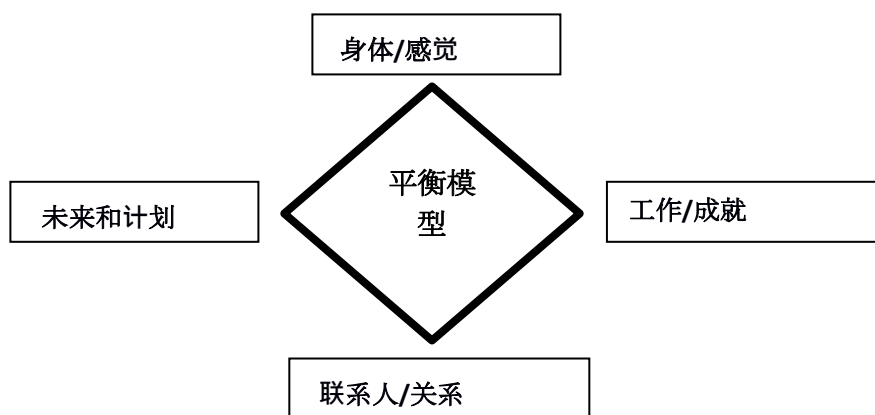 身体/感觉
平衡模
型
未来和计划
工作/成就
联系人/关系